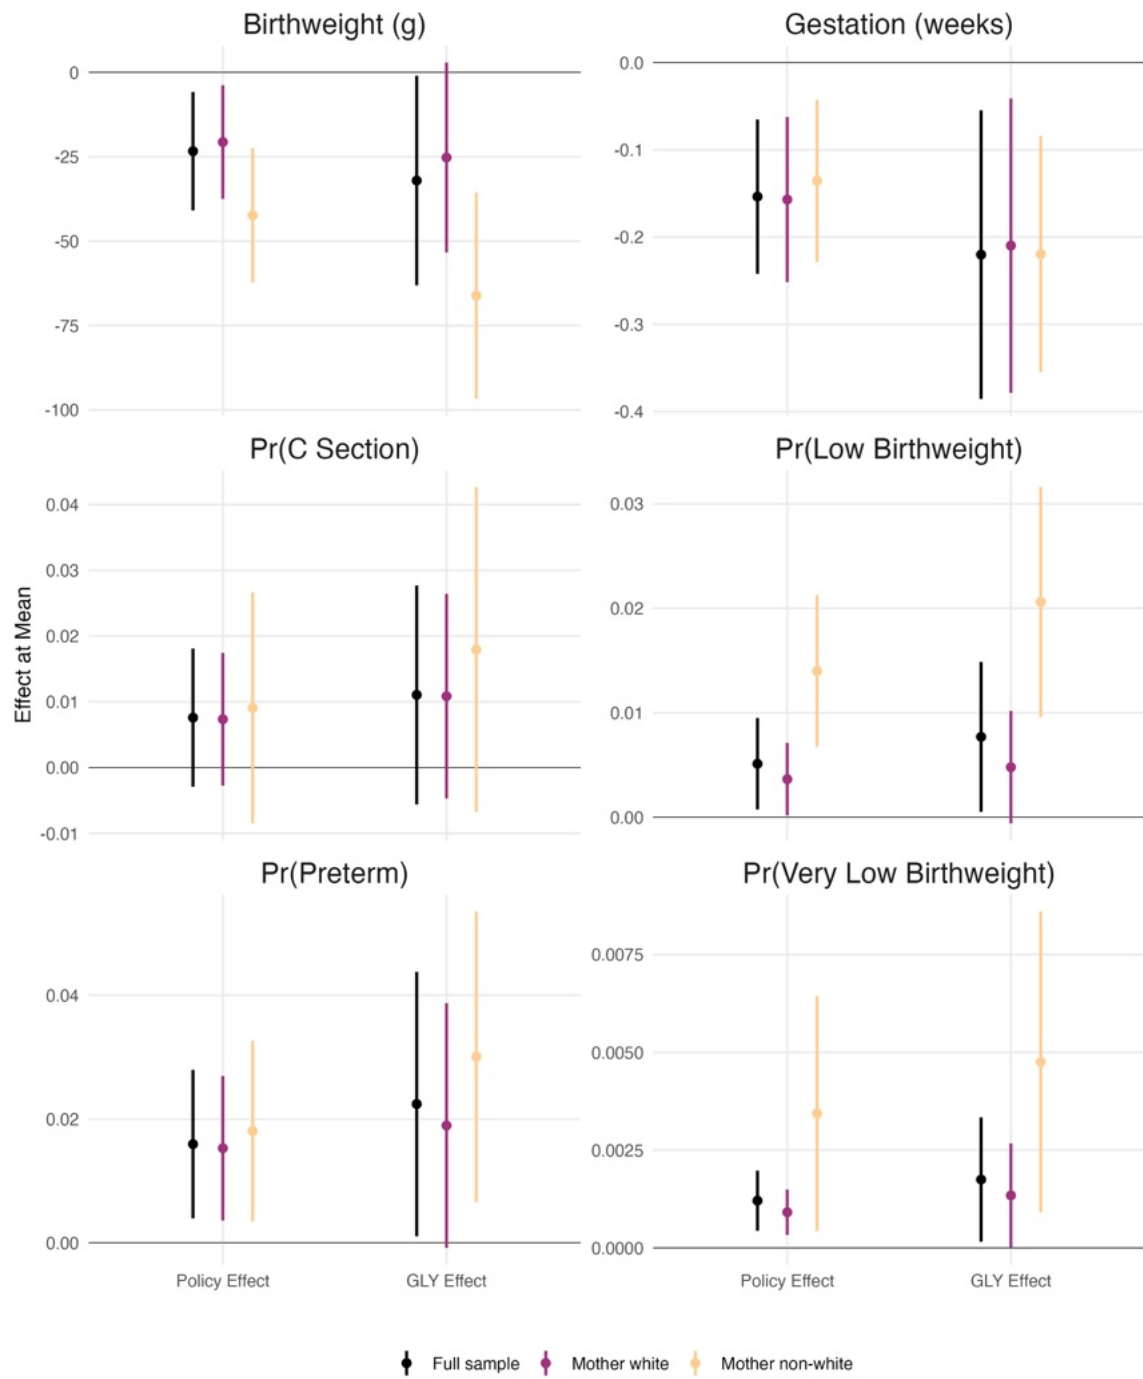 Birthweight (g)
Gestation (weeks)
0
-25
-50
-75
-100
0.0
-0.1
-0.2
-0.3
-0.4
Pr(C Section)
Pr(Low Birthweight)
Effect at Mean
0.04
0.03
0.02
0.01
0.00
-0.01
0.03
0.02
0.01
0.00
Pr(Preterm)
Pr(Very Low Birthweight)
0.04
0.02
0.00
0.0075
0.0050
0.0025
0.0000
Policy Effect
GLY Effect
Policy Effect
GLY Effect
Full sample
Mother white
Mother non-white